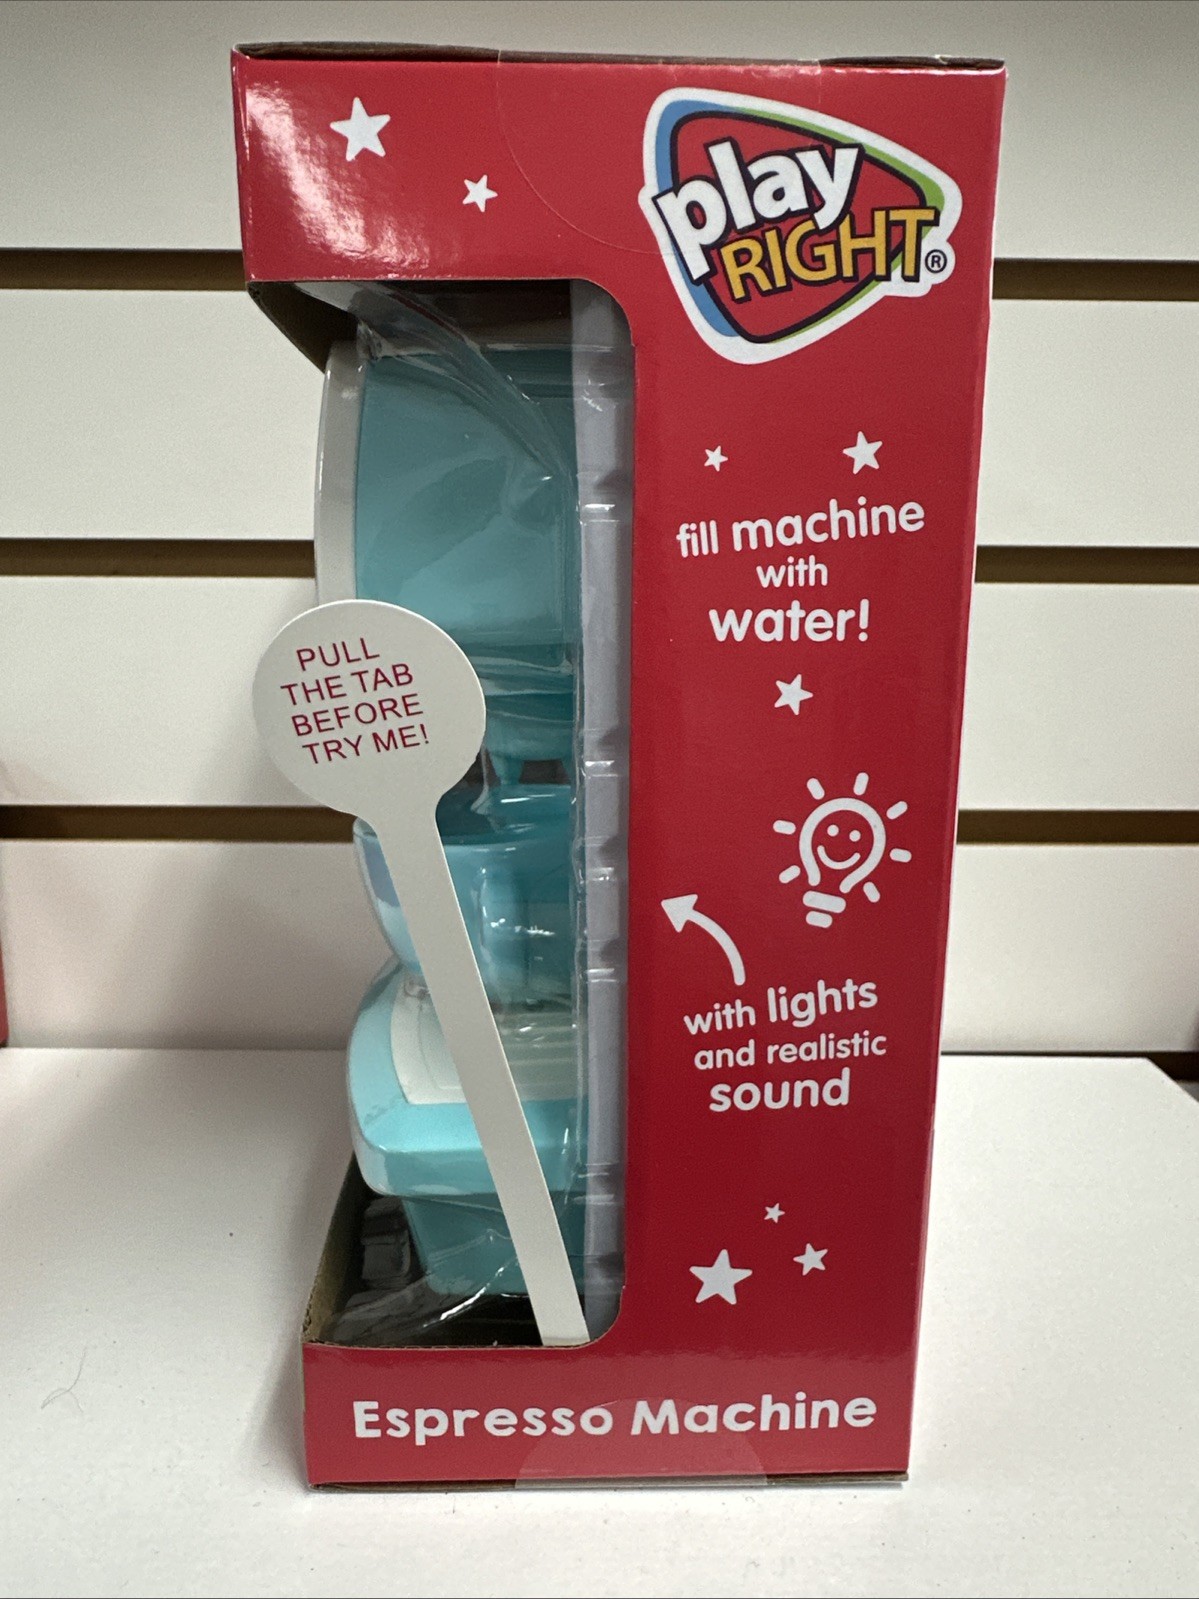 play
RIGHT®
fill machine
with
water!
PULL
THE TAB
BEFORE
TRY ME!
with lights
and realistic
sound
Espresso Machine